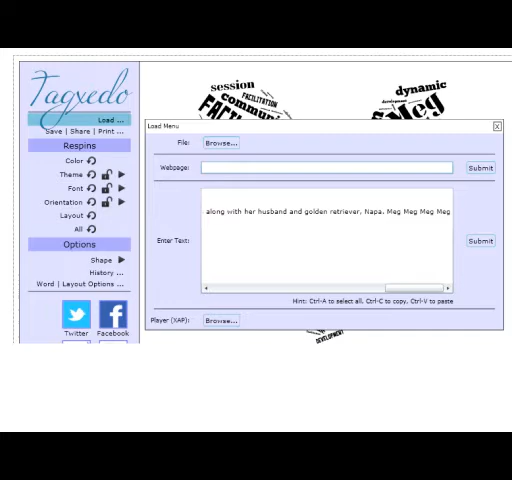 Tagxedo
Load ...
Save | Share | Print ...
Respins
Color
Theme
Font
Orientation
Layout
All
Options
Shape
History ...
Word | Layout Options ...
Twitter
Facebook
session
FACILITATION
dynamic
Meg
Load Menu
X
File:
Browse...
Webpage:
Submit
Enter Text:
along with her husband and golden retriever, Napa. Meg Meg Meg Meg
Submit
Hint: Ctrl-A to select all, Ctrl-C to copy, Ctrl-V to paste
Player (XAP):
Browse...
DEVELOPMENT